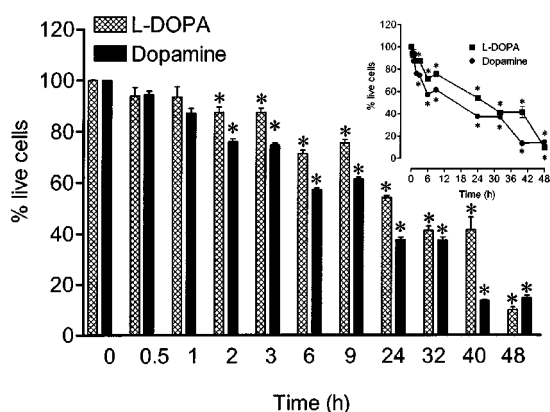 L-DOPA
Dopamine
% live cells
120
100
80
60
40
20
0
0 0.5 1 2 3 6 9 24 32 40 48
Time (h)
* * * * * * * * * * * * * * * *
L-DOPA
Dopamine
% live cells
120
100
80
60
40
20
0
0 6 12 18 24 30 36 42 48
Time (h)